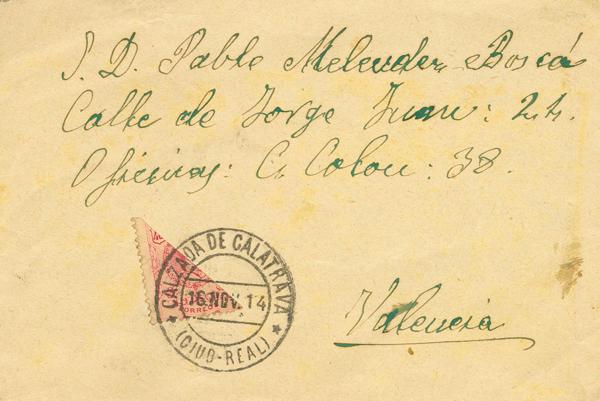 S. D. Pablo Melendez Boscá
Calle de Jorge Juan: 24.
Oficinas: C. Colon: 38.
CALZADA DE CALATRAVA
16 NOV. 14
(CIUD-REAL)
CORREO
Valencia